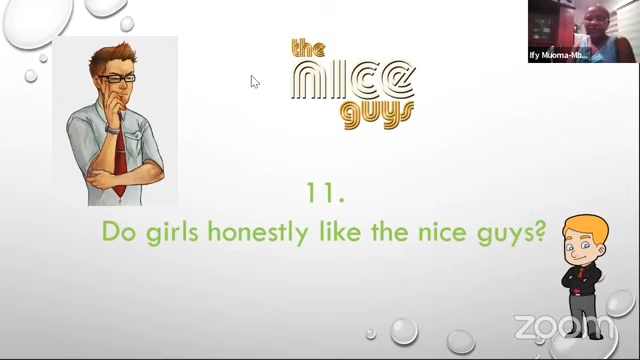 the
nice
guys
Ify Muoma-Mb...
11.
Do girls honestly like the nice guys?
zoom